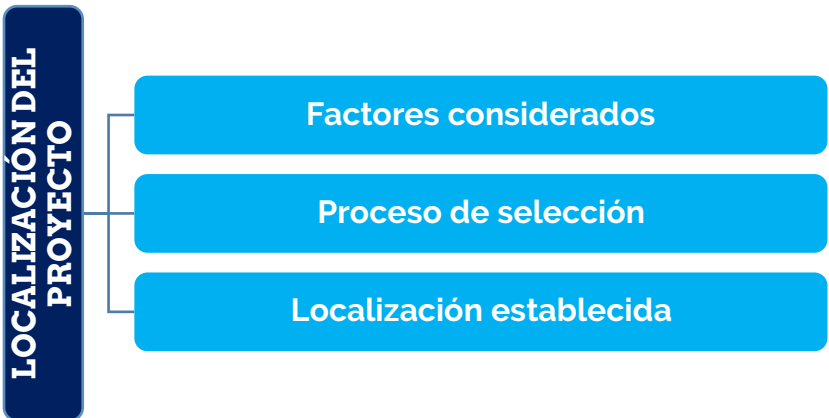 LOCALIZACIÓN DEL
PROYECTO
Factores considerados
Proceso de selección
Localización establecida